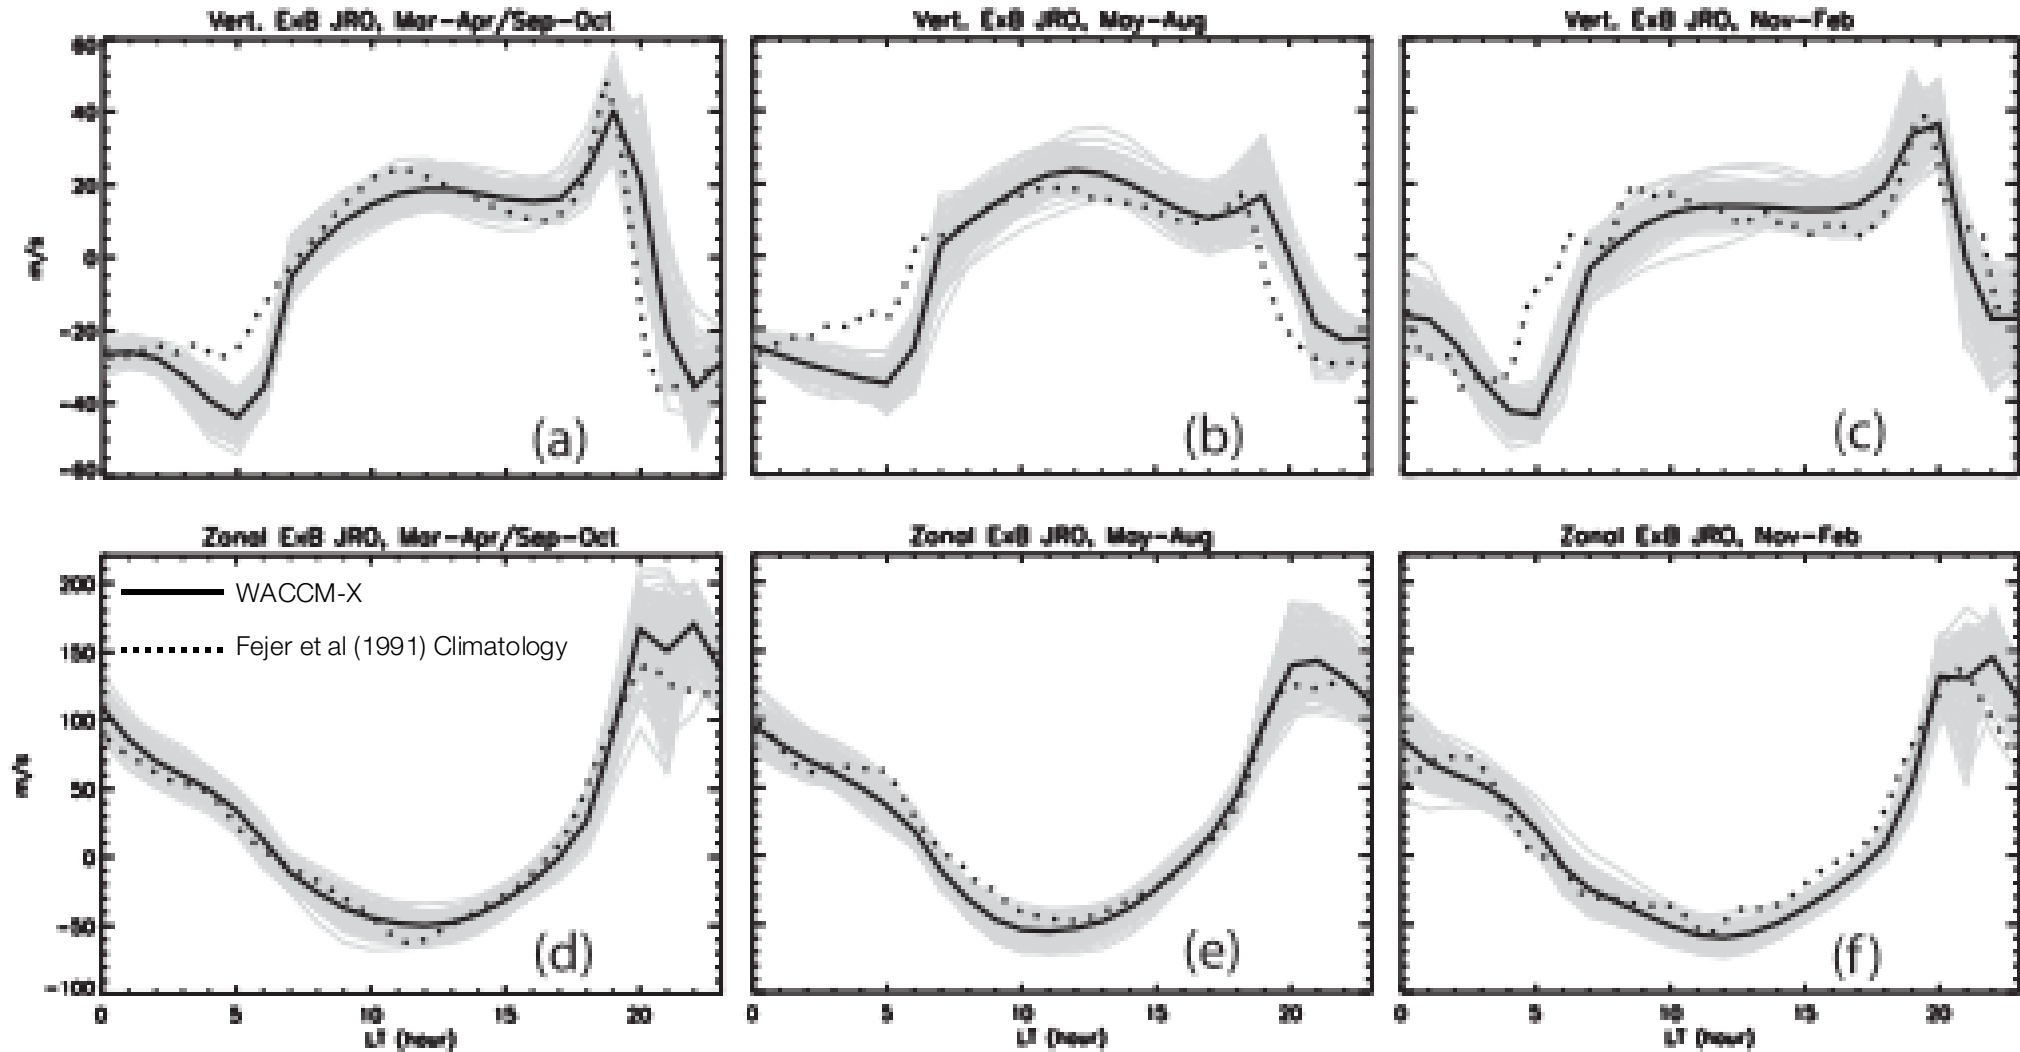 Vert. ExB JRO, Mar-Apr/Sep-Oct
Vert. ExB JRO, May-Aug
Vert. ExB JRO, Nov-Feb
60
40
20
0
-20
-40
-60
m/s
(a)
(b)
(c)
Zonal ExB JRO, Mar-Apr/Sep-Oct
Zonal ExB JRO, May-Aug
Zonal ExB JRO, Nov-Feb
200
150
100
50
0
-50
-100
m/s
WACCM-X
Fejer et al (1991) Climatology
(d)
(e)
(f)
0 5 10 15 20
0 5 10 15 20
0 5 10 15 20
LT (hour)
LT (hour)
LT (hour)